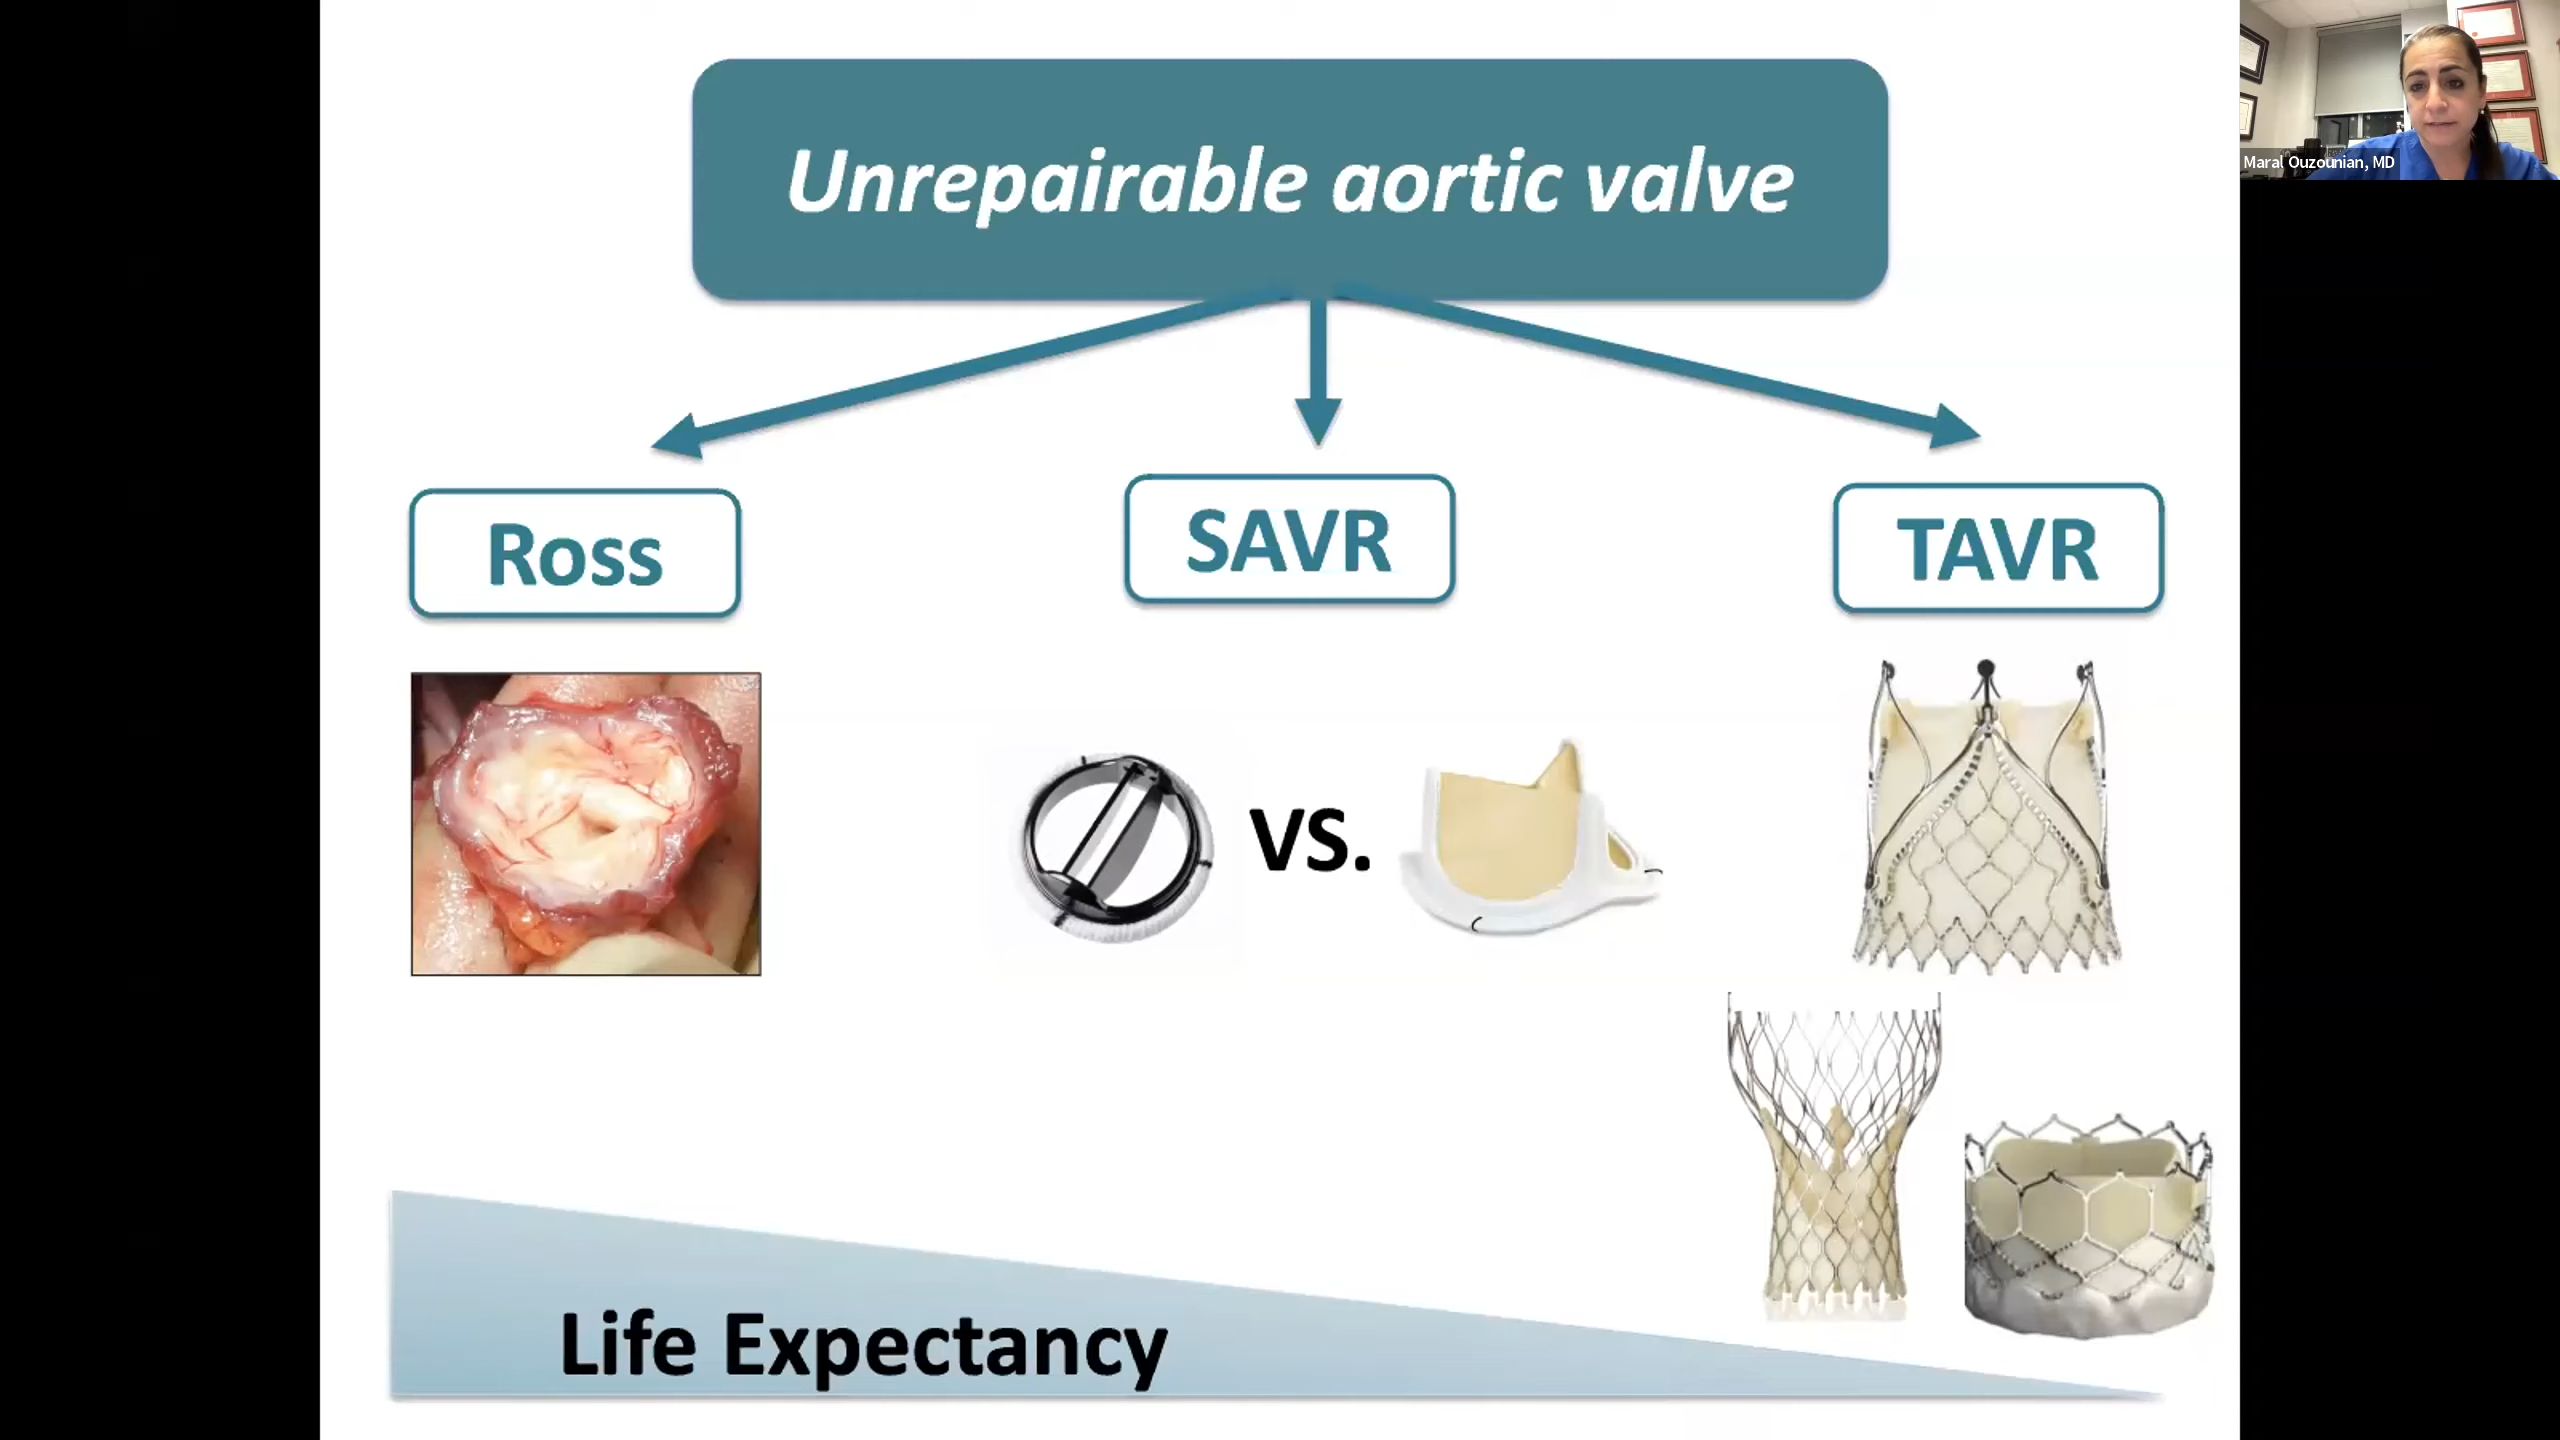 Unrepairable aortic valve
Maral Ouzounian, MD
Ross
SAVR
TAVR
VS.
Life Expectancy